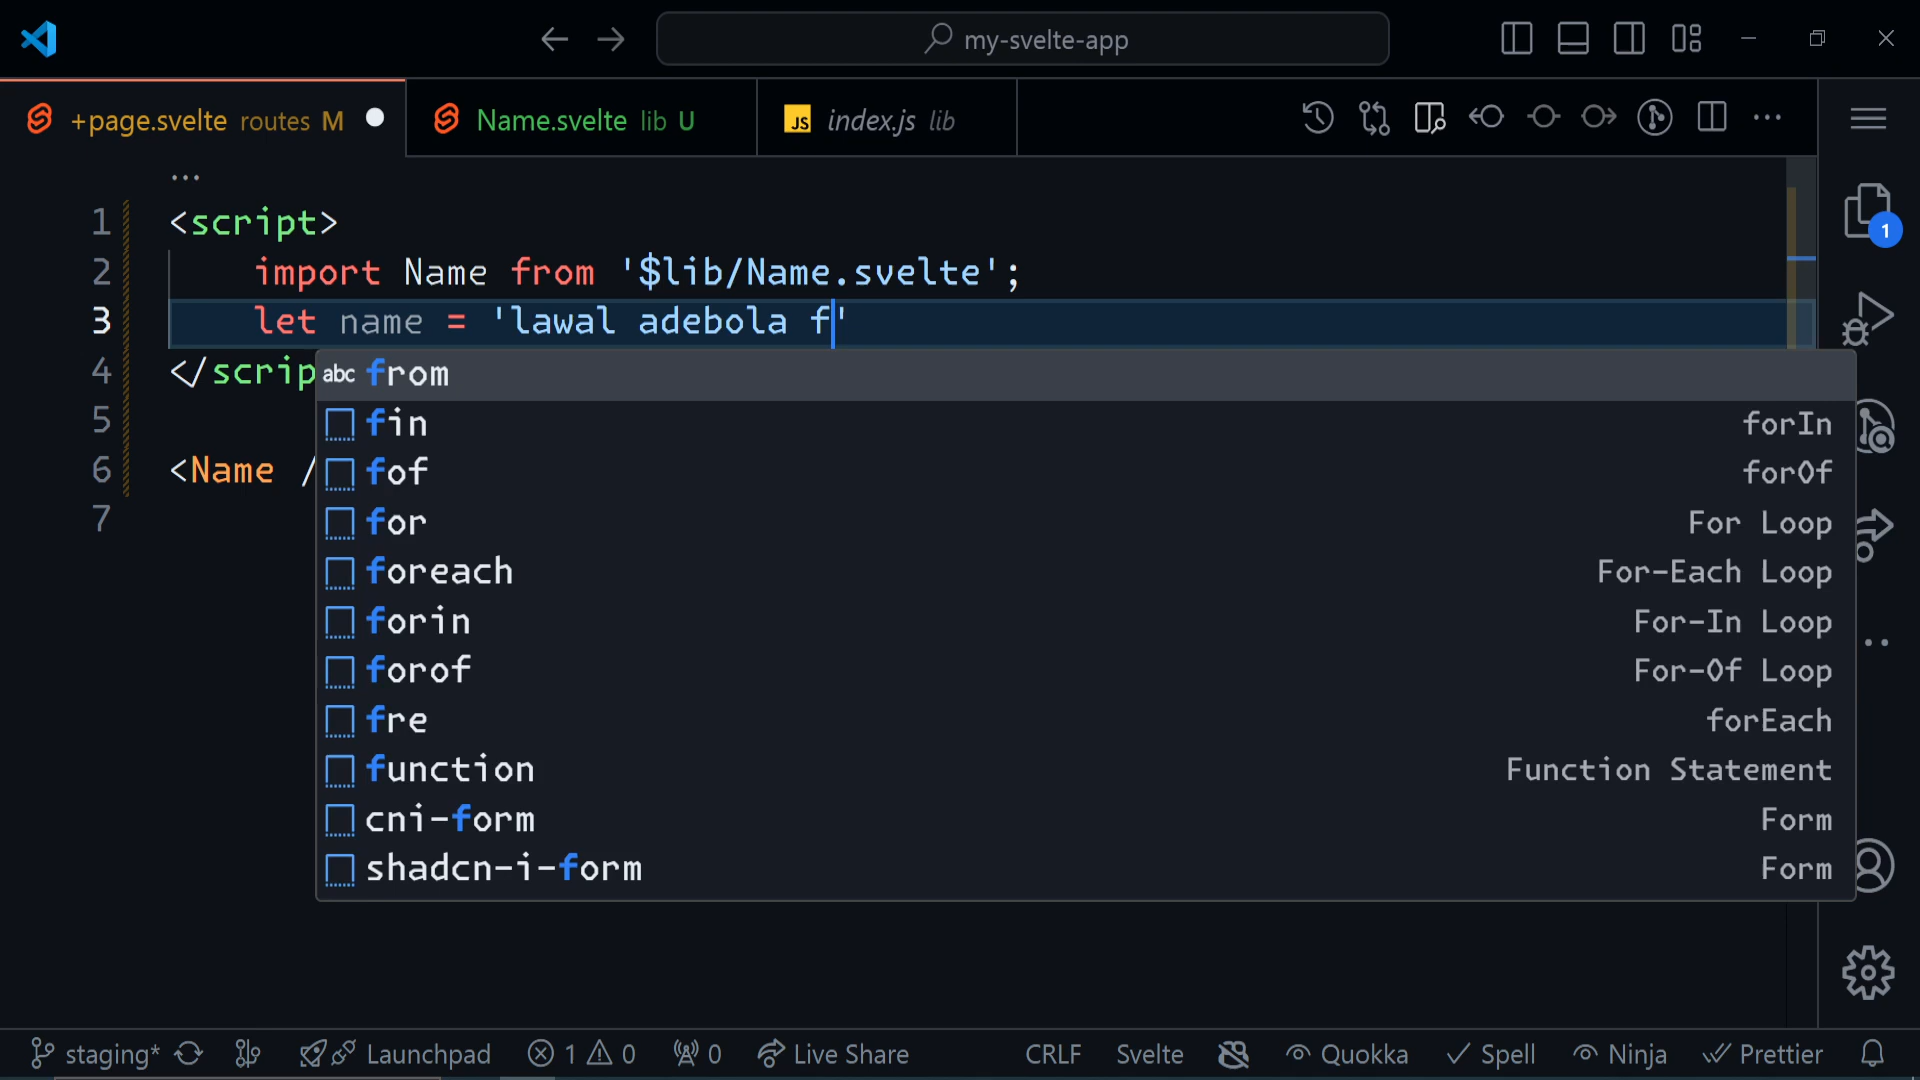 my-svelte-app
+page.svelte routes M
Name.svelte lib U
JS index.js lib
...
1 <script>
2 import Name from '$lib/Name.svelte';
3 let name = 'lawal adebola f'
4 </scrip
5
6 <Name /
7
abc from
fin forIn
fof forOf
for For Loop
foreach For-Each Loop
forin For-In Loop
forof For-Of Loop
fre forEach
function Function Statement
cni-form Form
shadcn-i-form Form
1
staging* Launchpad 1 0 0 Live Share CRLF Svelte Quokka Spell Ninja Prettier